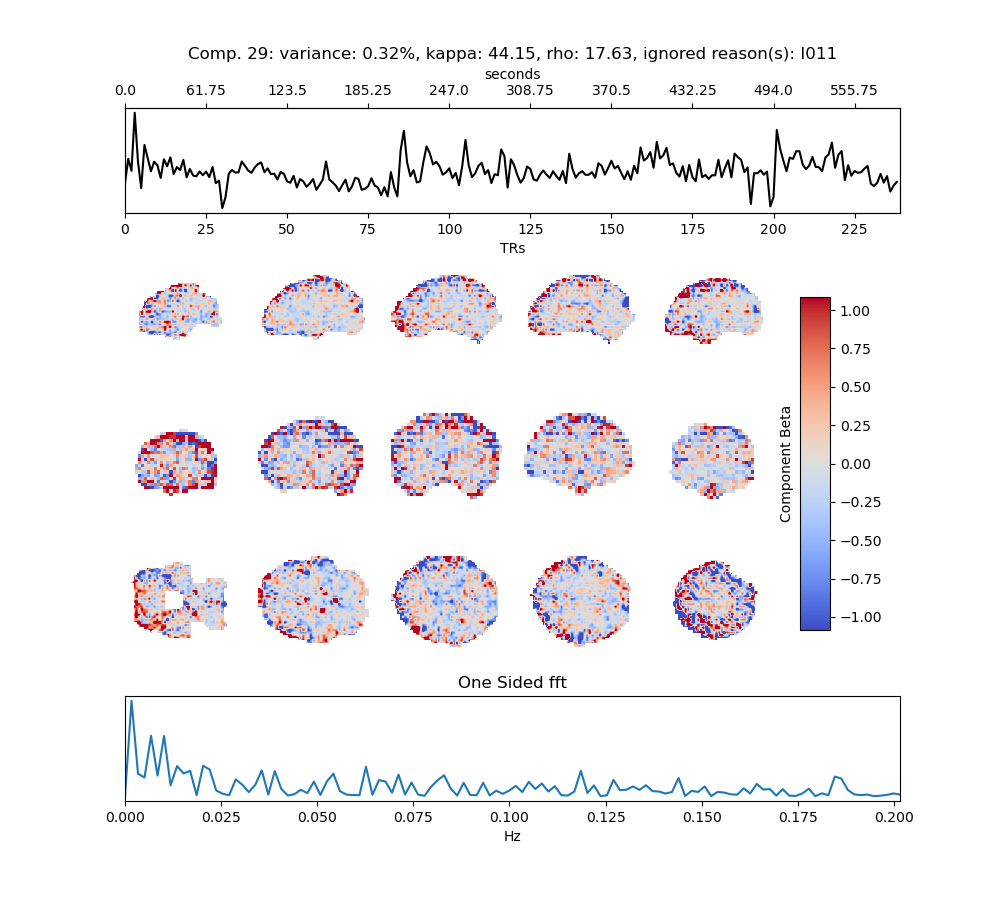 Comp. 29: variance: 0.32%, kappa: 44.15, rho: 17.63, ignored reason(s): I011
seconds
0.0 61.75 123.5 185.25 247.0 308.75 370.5 432.25 494.0 555.75
0 25 50 75 100 125 150 175 200 225
TRs
1.00
0.75
0.50
0.25
0.00
−0.25
−0.50
−0.75
−1.00
Component Beta
One Sided fft
0.000 0.025 0.050 0.075 0.100 0.125 0.150 0.175 0.200
Hz